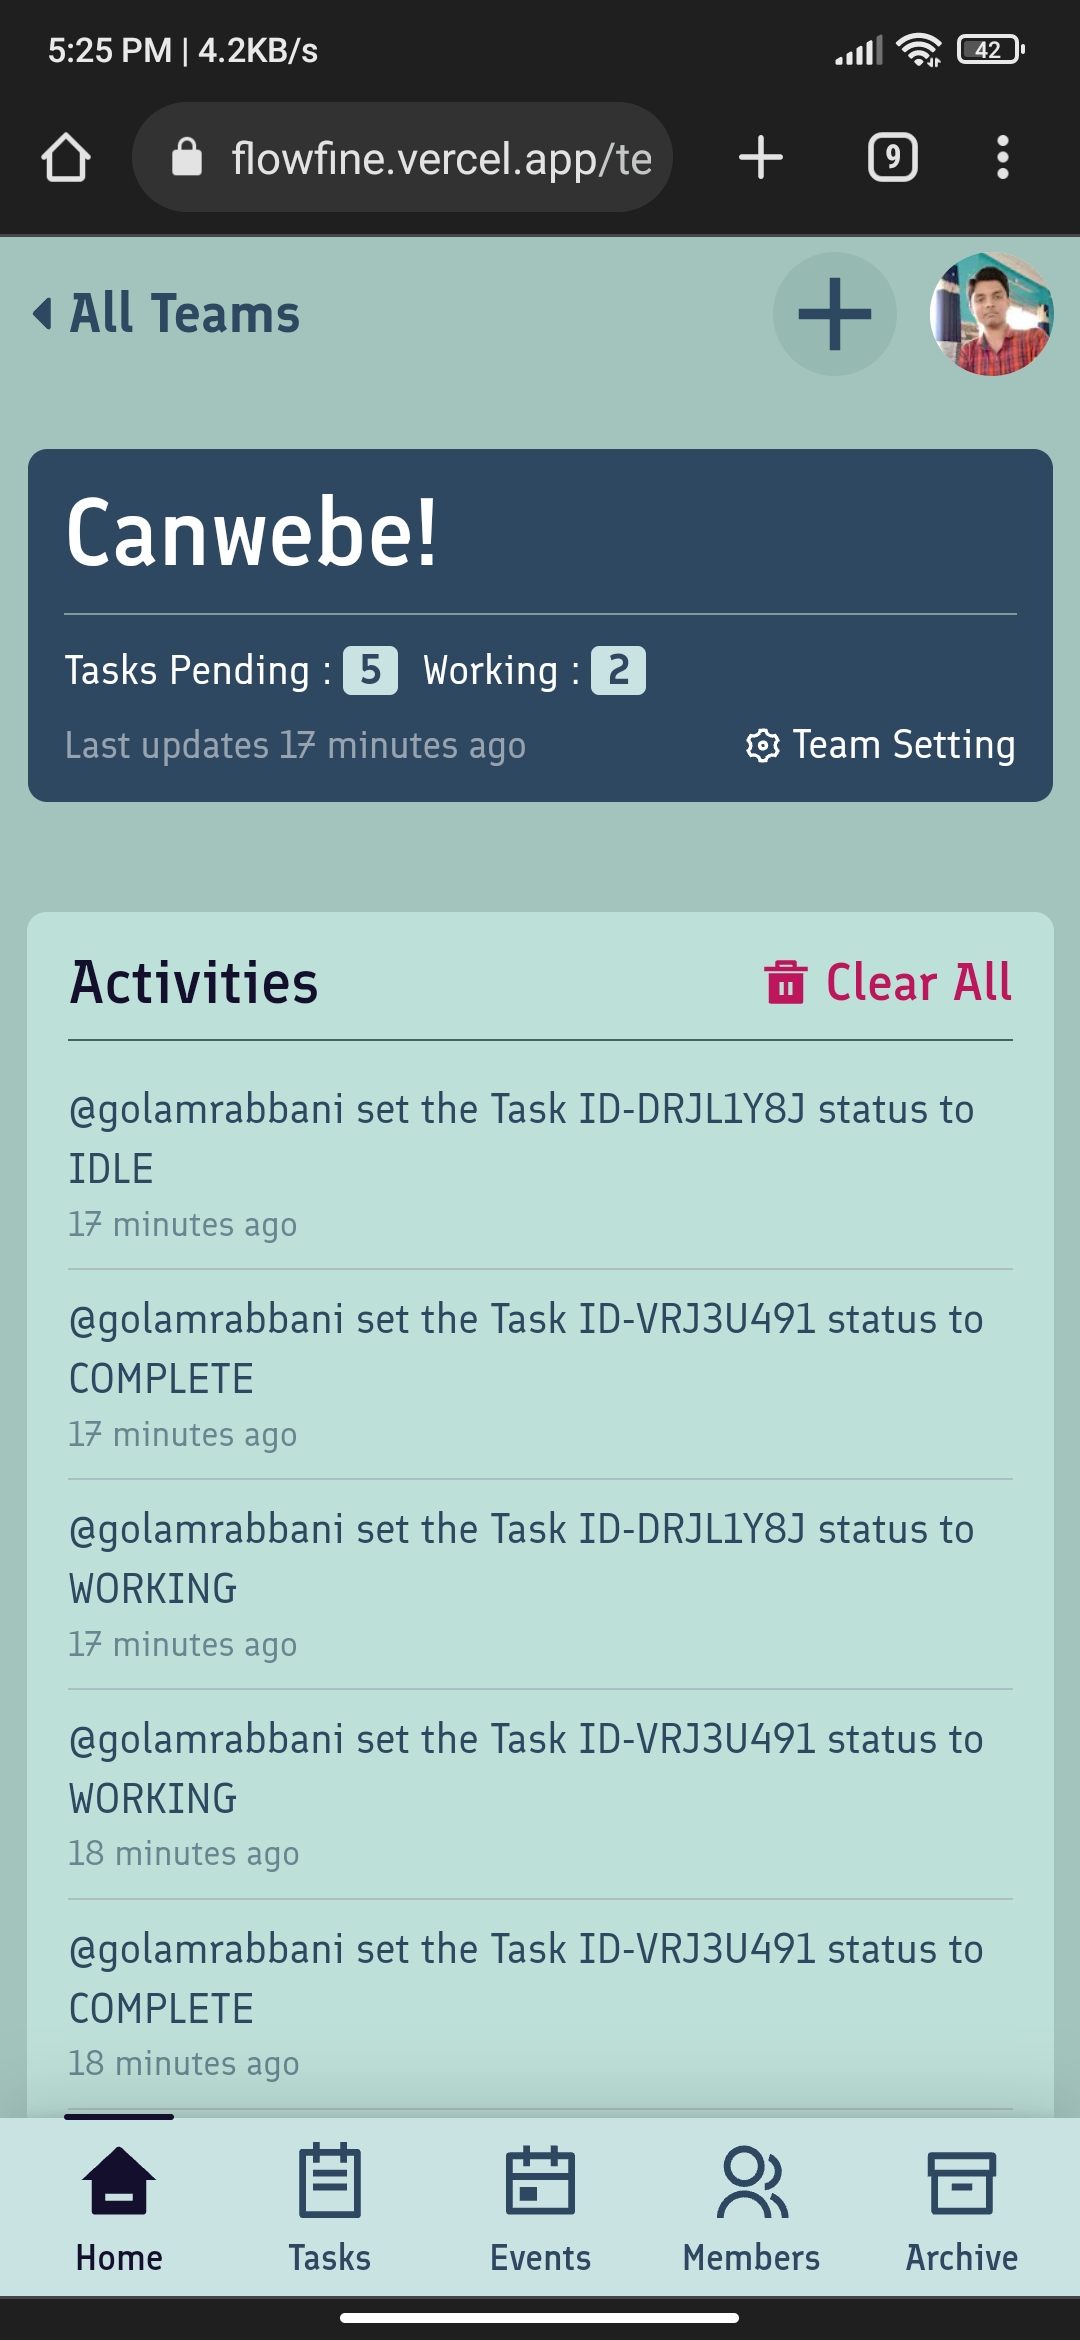 5:25 PM | 4.2KB/s
42
flowfine.vercel.app/te
9
All Teams
Canwebe!
Tasks Pending : 5 Working : 2
Last updates 17 minutes ago
Team Setting
Activities
Clear All
@golamrabbani set the Task ID-DRJL1Y8J status to
IDLE
17 minutes ago
@golamrabbani set the Task ID-VRJ3U491 status to
COMPLETE
17 minutes ago
@golamrabbani set the Task ID-DRJL1Y8J status to
WORKING
17 minutes ago
@golamrabbani set the Task ID-VRJ3U491 status to
WORKING
18 minutes ago
@golamrabbani set the Task ID-VRJ3U491 status to
COMPLETE
18 minutes ago
Home
Tasks
Events
Members
Archive